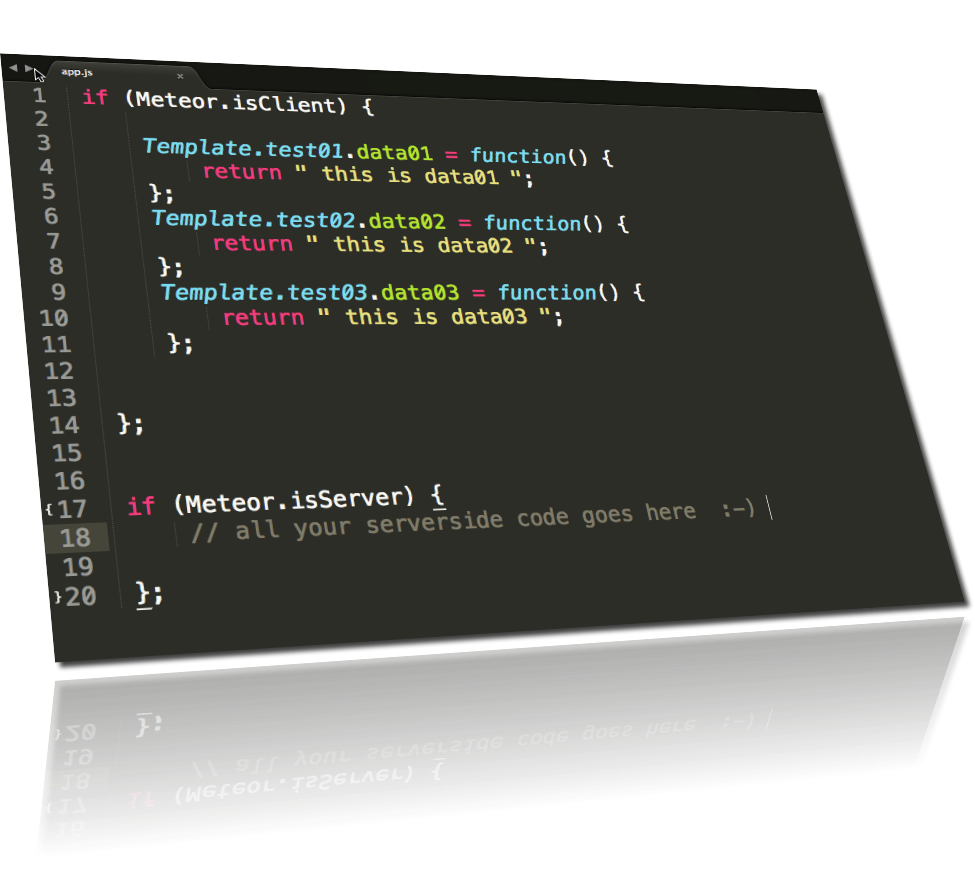 app.js
1 if (Meteor.isClient) {
2
3 Template.test01.data01 = function() {
4 return " this is data01 ";
5 };
6 Template.test02.data02 = function() {
7 return " this is data02 ";
8 };
9 Template.test03.data03 = function() {
10 return " this is data03 ";
11 };
12
13
14 };
15
16
17 if (Meteor.isServer) {
18 // all your serverside code goes here :-)
19
20 };